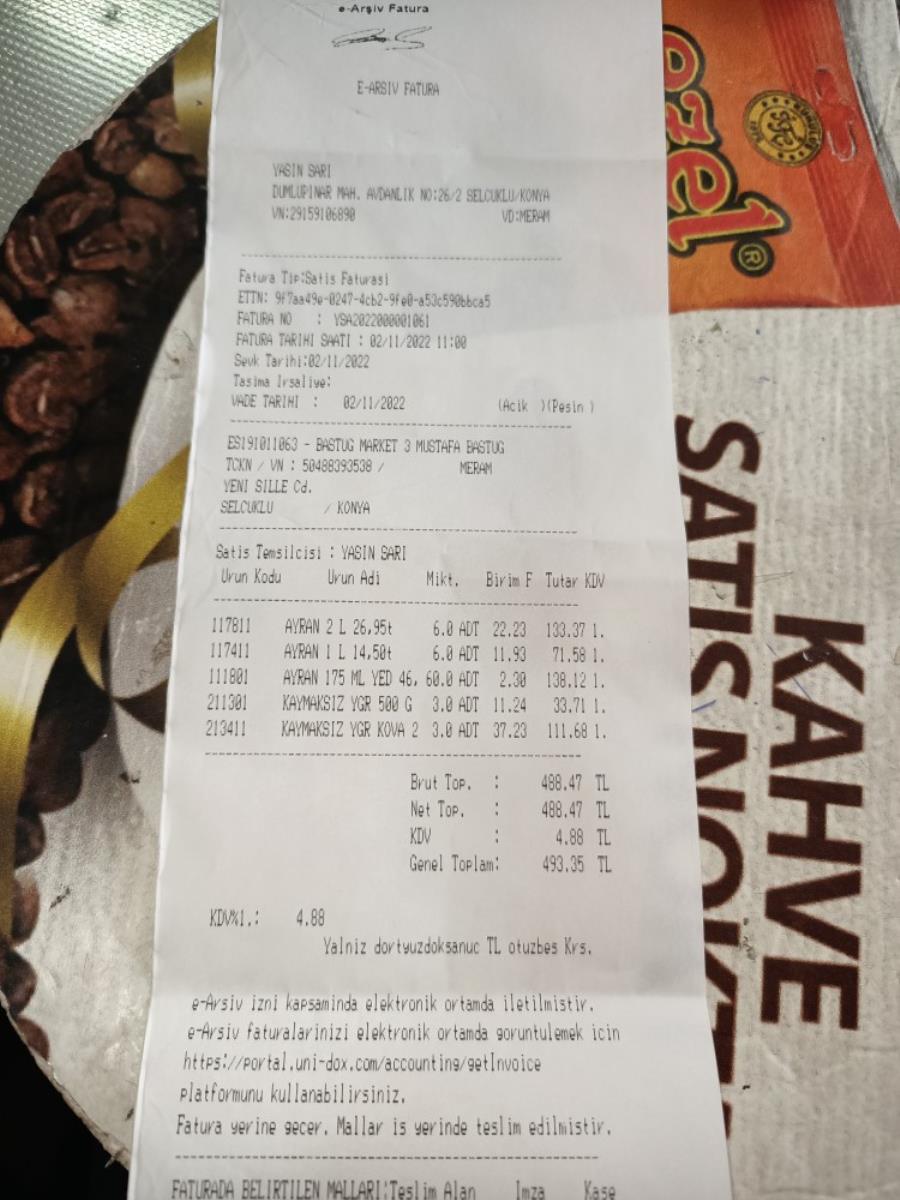 e-Arşiv Fatura
E-ARSIV FATURA
YASIN SARI
DUMLUPINAR MAH. AVDANLIK NO:26/2 SELCUKLU/KONYA
VN:29159106890 VD:MERAM
Fatura Tip:Satis Faturasi
ETTN: 9f7aa49e-0247-4cb2-9fe0-a53c590bbca5
FATURA NO : YSA2022000001061
FATURA TARIHI SAATI : 02/11/2022 11:00
Sevk Tarihi:02/11/2022
Tasima Irsaliye:
VADE TARIHI : 02/11/2022 (Acik )(Pesin )
ES191011063 - BASTUG MARKET 3 MUSTAFA BASTUG
TCKN / VN : 50488393538 / MERAM
YENI SILLE Cd.
SELCUKLU / KONYA
Satis Temsilcisi : YASIN SARI
Urun Kodu Urun Adi Mikt. Birim F Tutar KDV
117811 AYRAN 2 L 26,95t 6.0 ADT 22.23 133.37 1.
117411 AYRAN 1 L 14,50t 6.0 ADT 11.93 71.58 1.
111801 AYRAN 175 ML YED 46, 60.0 ADT 2.30 138.12 1.
211301 KAYMAKSIZ YGR 500 G 3.0 ADT 11.24 33.71 1.
213411 KAYMAKSIZ YGR KOVA 2 3.0 ADT 37.23 111.68 1.
Brut Top. : 488.47 TL
Net Top. : 488.47 TL
KDV : 4.88 TL
Genel Toplam: 493.35 TL
KDV%1.: 4.88
Yalniz dortyuzdoksanuc TL otuzbes Krs.
e-Arsiv izni kapsaminda elektronik ortamda iletilmistir.
e-Arsiv faturalarinizi elektronik ortamda goruntulemek icin
https://portal.uni-dox.com/accounting/getInvoice
platformunu kullanabilirsiniz.
Fatura yerine gecer. Mallar is yerinde teslim edilmistir.
FATURADA BELIRTILEN MALLARI:Teslim Alan Imza Kase
özel®
KAHVE
SATIŞ